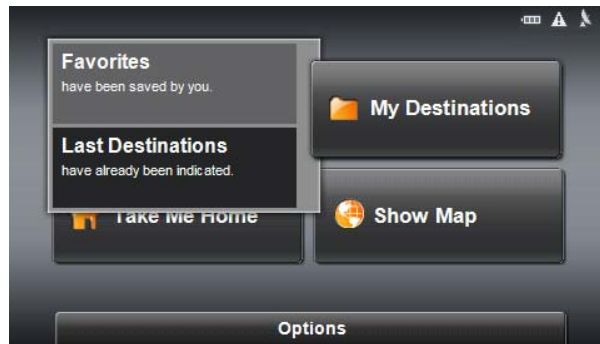 Favorites
have been saved by you.
My Destinations
Last Destinations
have already been indicated.
Take Me Home
Show Map
Options